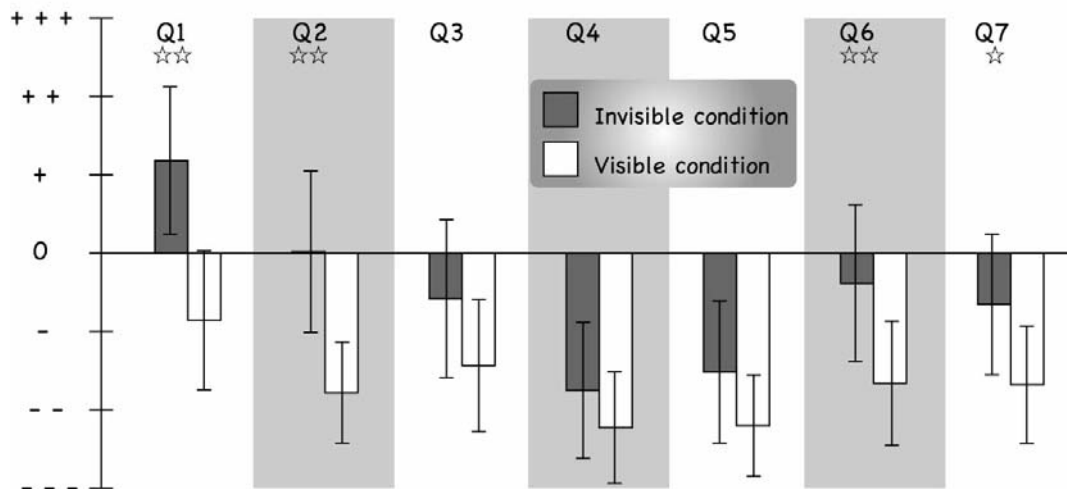 + + +
Q1 Q2 Q3 Q4 Q5 Q6 Q7
☆☆ ☆☆ ☆☆ ☆
+ +
Invisible condition
+
Visible condition
0
-
- -
- - -